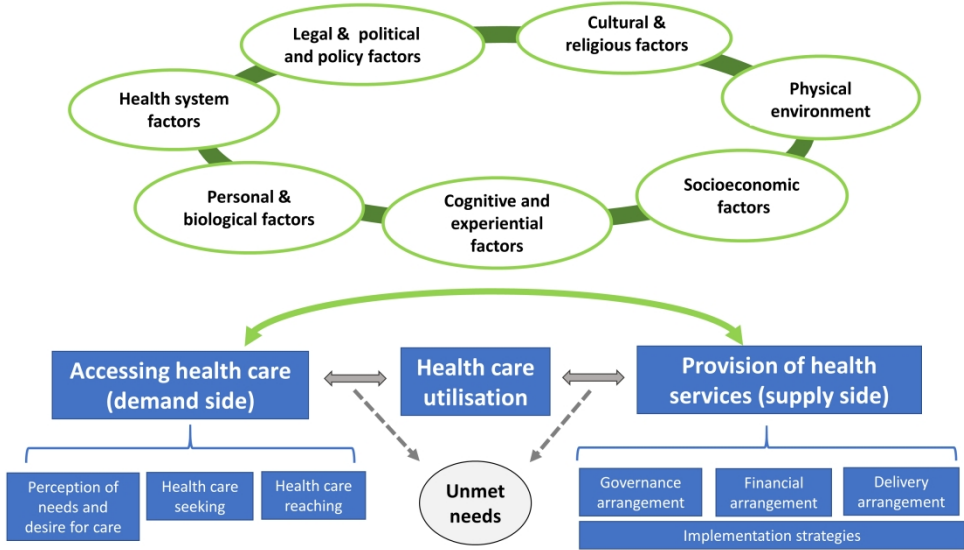 Legal & political
and policy factors
Cultural &
religious factors
Health system
factors
Physical
environment
Personal &
biological factors
Cognitive and
experiential
factors
Socioeconomic
factors
Accessing health care
(demand side)
Health care
utilisation
Provision of health
services (supply side)
Perception of
needs and
desire for care
Health care
seeking
Health care
reaching
Unmet
needs
Governance
arrangement
Financial
arrangement
Delivery
arrangement
Implementation strategies